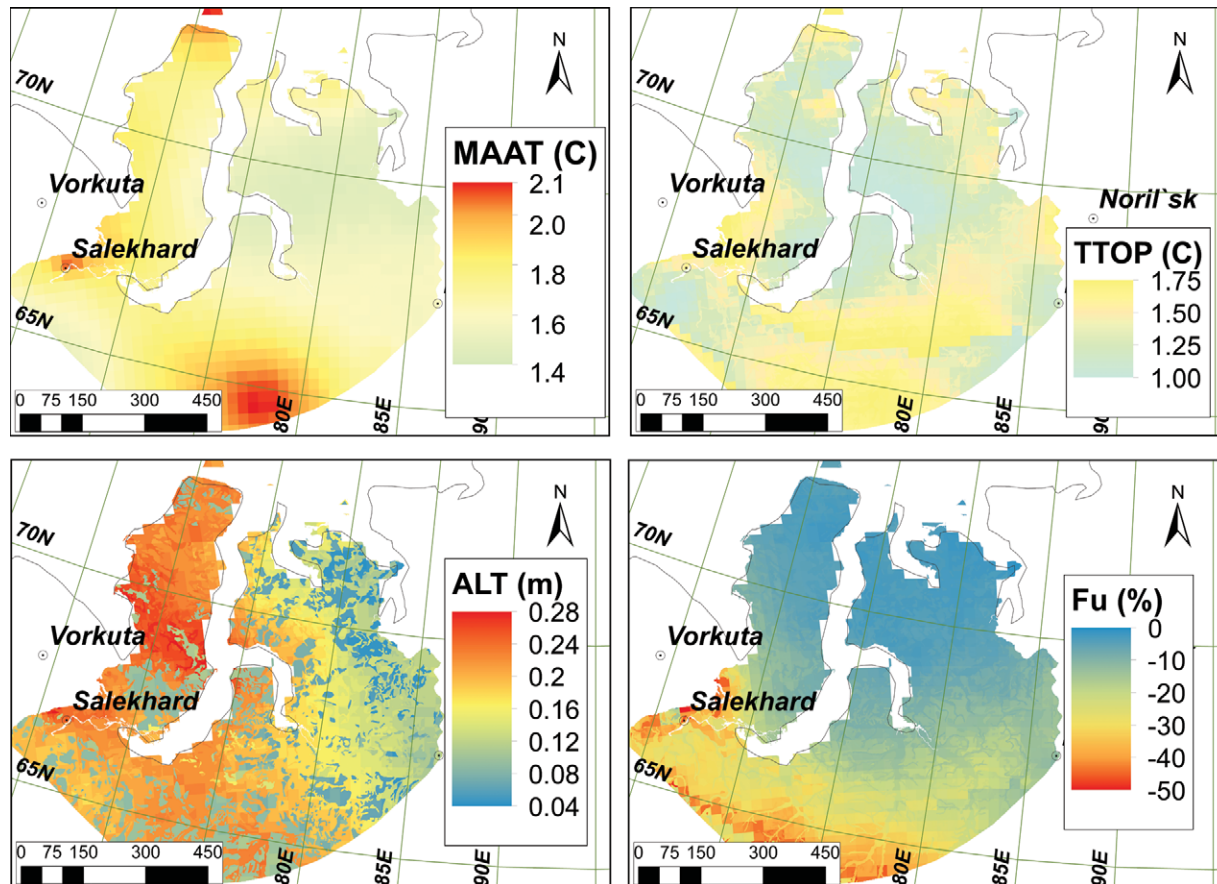 N
70N
MAAT (C)
Vorkuta
2.1
2.0
Salekhard
1.8
1.6
65N
1.4
0 75 150 300 450
80E
85E
90
N
70N
Vorkuta
Noril`sk
TTOP (C)
Salekhard
1.75
1.50
65N
1.25
1.00
0 75 150 300 450
80E
85E
90E
N
70N
ALT (m)
0.28
Vorkuta
0.24
0.20
Salekhard
0.16
0.12
65N
0.08
0.04
0 75 150 300 450
80E
85E
90E
N
70N
Fu (%)
0
Vorkuta
-10
-20
Salekhard
-30
-40
65N
-50
0 75 150 300 450
80E
85E
90E